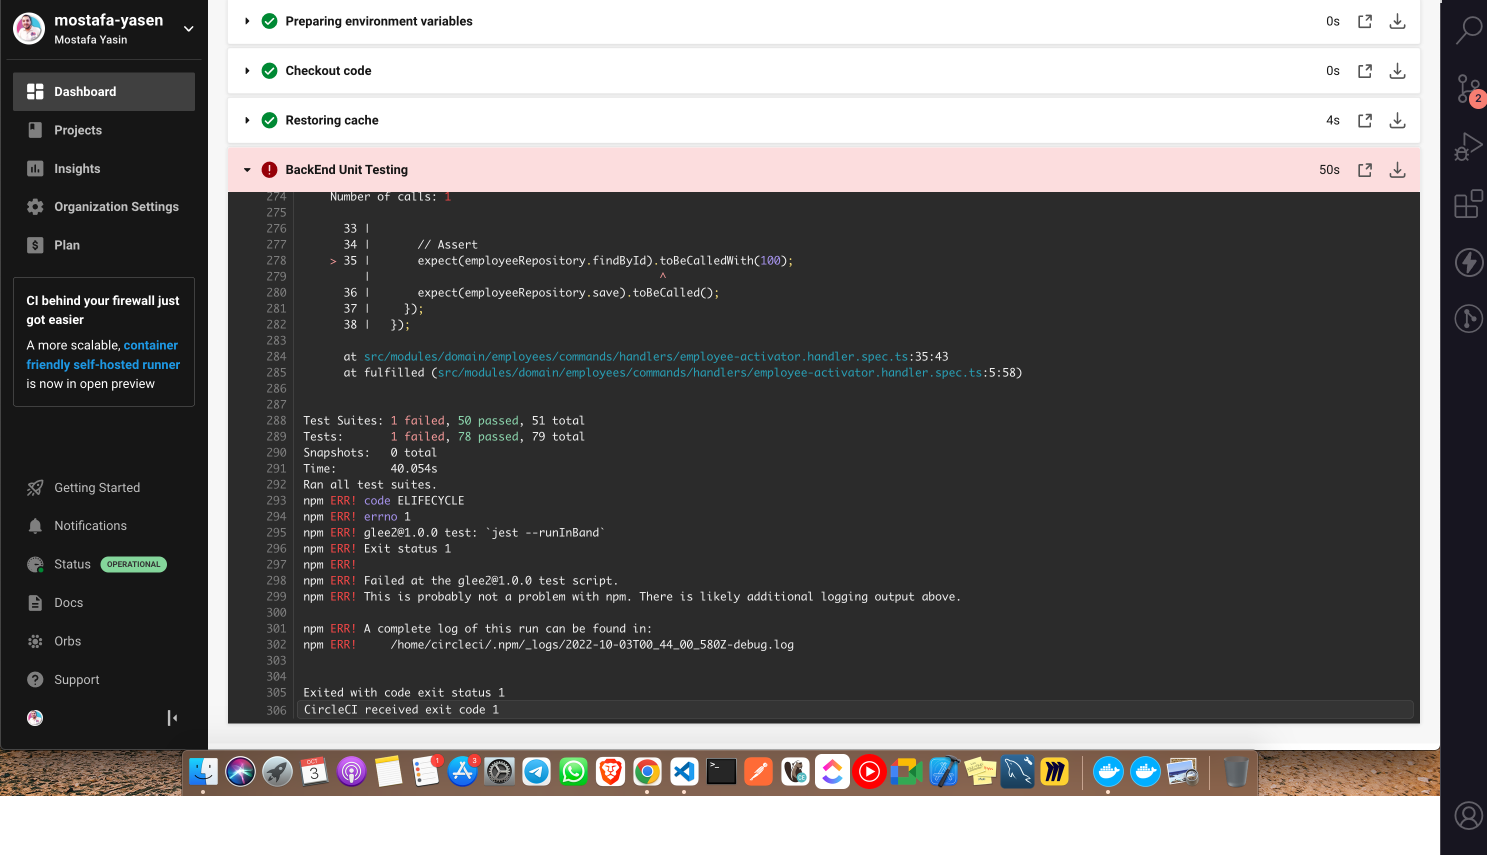 mostafa-yasen
Mostafa Yasin
Dashboard
Projects
Insights
Organization Settings
Plan
CI behind your firewall just
got easier
A more scalable, container
friendly self-hosted runner
is now in open preview
Getting Started
Notifications
Status OPERATIONAL
Docs
Orbs
Support
Preparing environment variables 0s
Checkout code 0s
Restoring cache 4s
BackEnd Unit Testing 50s
274 Number of calls: 1
275
276 33 |
277 34 | // Assert
278 > 35 | expect(employeeRepository.findById).toBeCalledWith(100);
279 | ^
280 36 | expect(employeeRepository.save).toBeCalled();
281 37 | });
282 38 | });
283
284 at src/modules/domain/employees/commands/handlers/employee-activator.handler.spec.ts:35:43
285 at fulfilled (src/modules/domain/employees/commands/handlers/employee-activator.handler.spec.ts:5:58)
286
287
288 Test Suites: 1 failed, 50 passed, 51 total
289 Tests: 1 failed, 78 passed, 79 total
290 Snapshots: 0 total
291 Time: 40.054s
292 Ran all test suites.
293 npm ERR! code ELIFECYCLE
294 npm ERR! errno 1
295 npm ERR! glee2@1.0.0 test: `jest --runInBand`
296 npm ERR! Exit status 1
297 npm ERR!
298 npm ERR! Failed at the glee2@1.0.0 test script.
299 npm ERR! This is probably not a problem with npm. There is likely additional logging output above.
300
301 npm ERR! A complete log of this run can be found in:
302 npm ERR! /home/circleci/.npm/_logs/2022-10-03T00_44_00_580Z-debug.log
303
304
305 Exited with code exit status 1
306 CircleCI received exit code 1
2
OCT
3
1
3